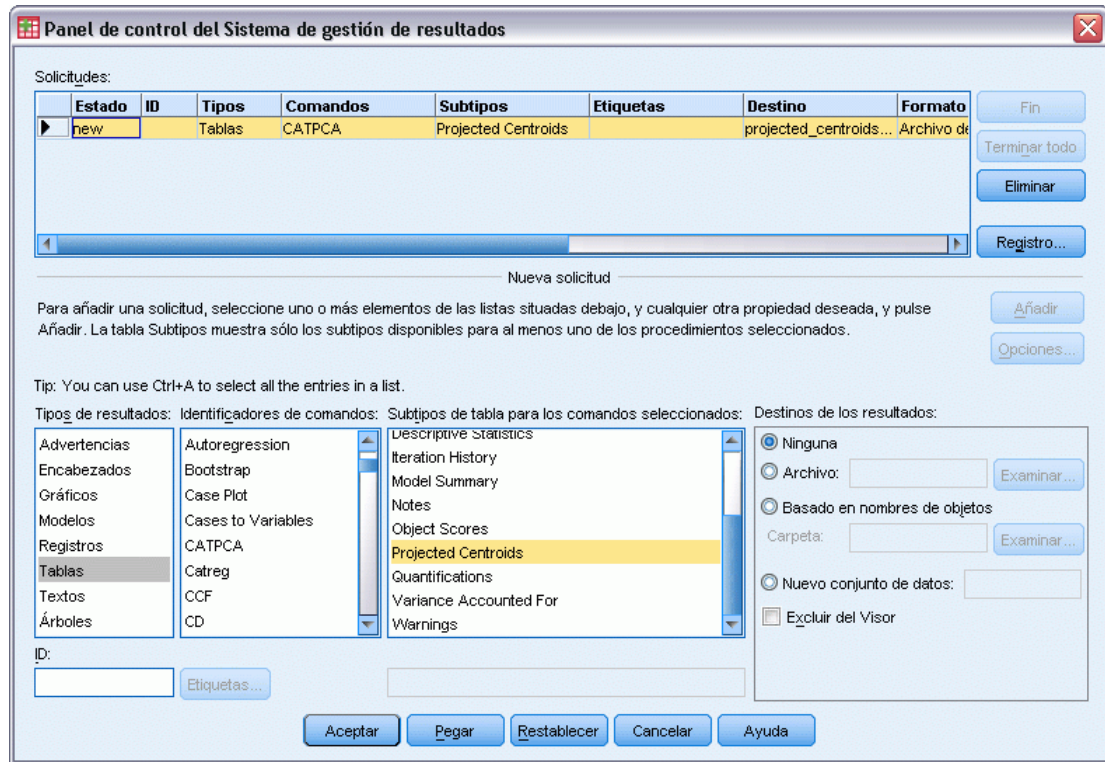 Panel de control del Sistema de gestión de resultados
Solicitudes:
Estado ID Tipos Comandos Subtipos Etiquetas Destino Formato
new Tablas CATPCA Projected Centroids projected_centroids... Archivo de
Fin
Terminar todo
Eliminar
Registro...
Nueva solicitud
Para añadir una solicitud, seleccione uno o más elementos de las listas situadas debajo, y cualquier otra propiedad deseada, y pulse
Añadir. La tabla Subtipos muestra sólo los subtipos disponibles para al menos uno de los procedimientos seleccionados.
Añadir
Opciones...
Tip: You can use Ctrl+A to select all the entries in a list.
Tipos de resultados:
Advertencias
Encabezados
Gráficos
Modelos
Registros
Tablas
Textos
Árboles
Identificadores de comandos:
Autoregression
Bootstrap
Case Plot
Cases to Variables
CATPCA
Catreg
CCF
CD
Subtipos de tabla para los comandos seleccionados:
Descriptive Statistics
Iteration History
Model Summary
Notes
Object Scores
Projected Centroids
Quantifications
Variance Accounted For
Warnings
Destinos de los resultados:
Ninguna
Archivo: Examinar...
Basado en nombres de objetos
Carpeta: Examinar...
Nuevo conjunto de datos:
Excluir del Visor
ID:
Etiquetas...
Aceptar Pegar Restablecer Cancelar Ayuda